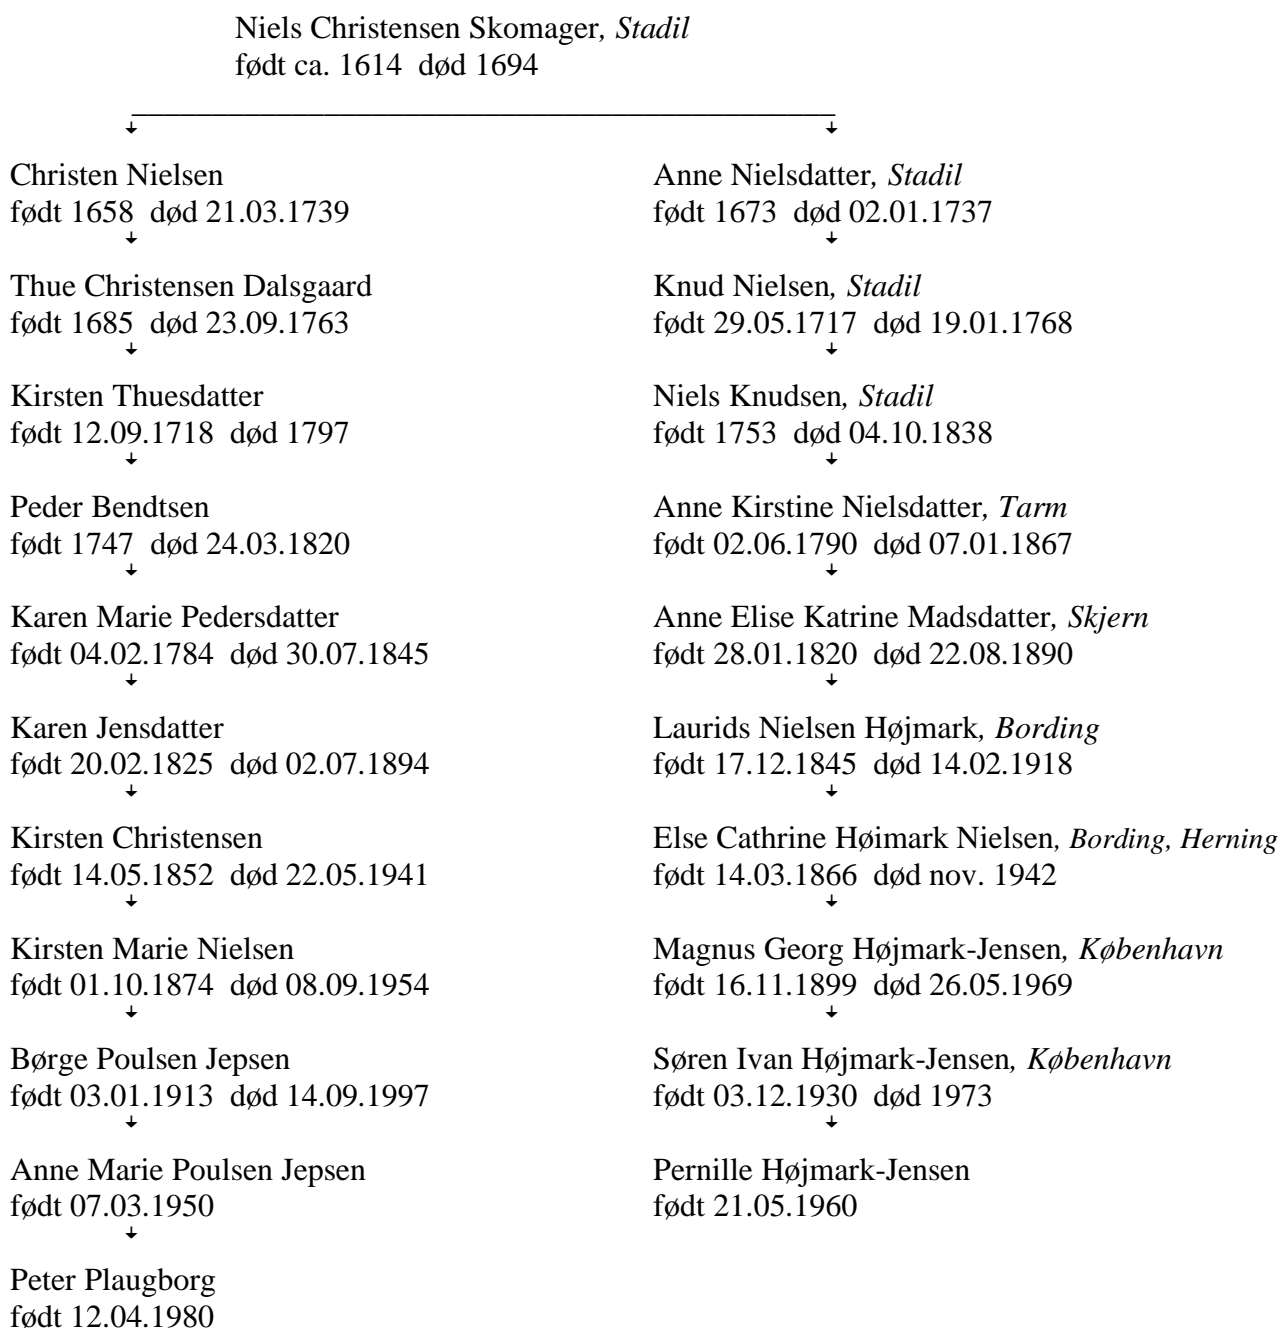 Niels Christensen Skomager, Stadil
født ca. 1614 død 1694
Christen Nielsen
født 1658 død 21.03.1739
Thue Christensen Dalsgaard
født 1685 død 23.09.1763
Kirsten Thuesdatter
født 12.09.1718 død 1797
Peder Bendtsen
født 1747 død 24.03.1820
Karen Marie Pedersdatter
født 04.02.1784 død 30.07.1845
Karen Jensdatter
født 20.02.1825 død 02.07.1894
Kirsten Christensen
født 14.05.1852 død 22.05.1941
Kirsten Marie Nielsen
født 01.10.1874 død 08.09.1954
Børge Poulsen Jepsen
født 03.01.1913 død 14.09.1997
Anne Marie Poulsen Jepsen
født 07.03.1950
Peter Plaugborg
født 12.04.1980
Anne Nielsdatter, Stadil
født 1673 død 02.01.1737
Knud Nielsen, Stadil
født 29.05.1717 død 19.01.1768
Niels Knudsen, Stadil
født 1753 død 04.10.1838
Anne Kirstine Nielsdatter, Tarm
født 02.06.1790 død 07.01.1867
Anne Elise Katrine Madsdatter, Skjern
født 28.01.1820 død 22.08.1890
Laurids Nielsen Højmark, Bording
født 17.12.1845 død 14.02.1918
Else Cathrine Høimark Nielsen, Bording, Herning
født 14.03.1866 død nov. 1942
Magnus Georg Højmark-Jensen, København
født 16.11.1899 død 26.05.1969
Søren Ivan Højmark-Jensen, København
født 03.12.1930 død 1973
Pernille Højmark-Jensen
født 21.05.1960